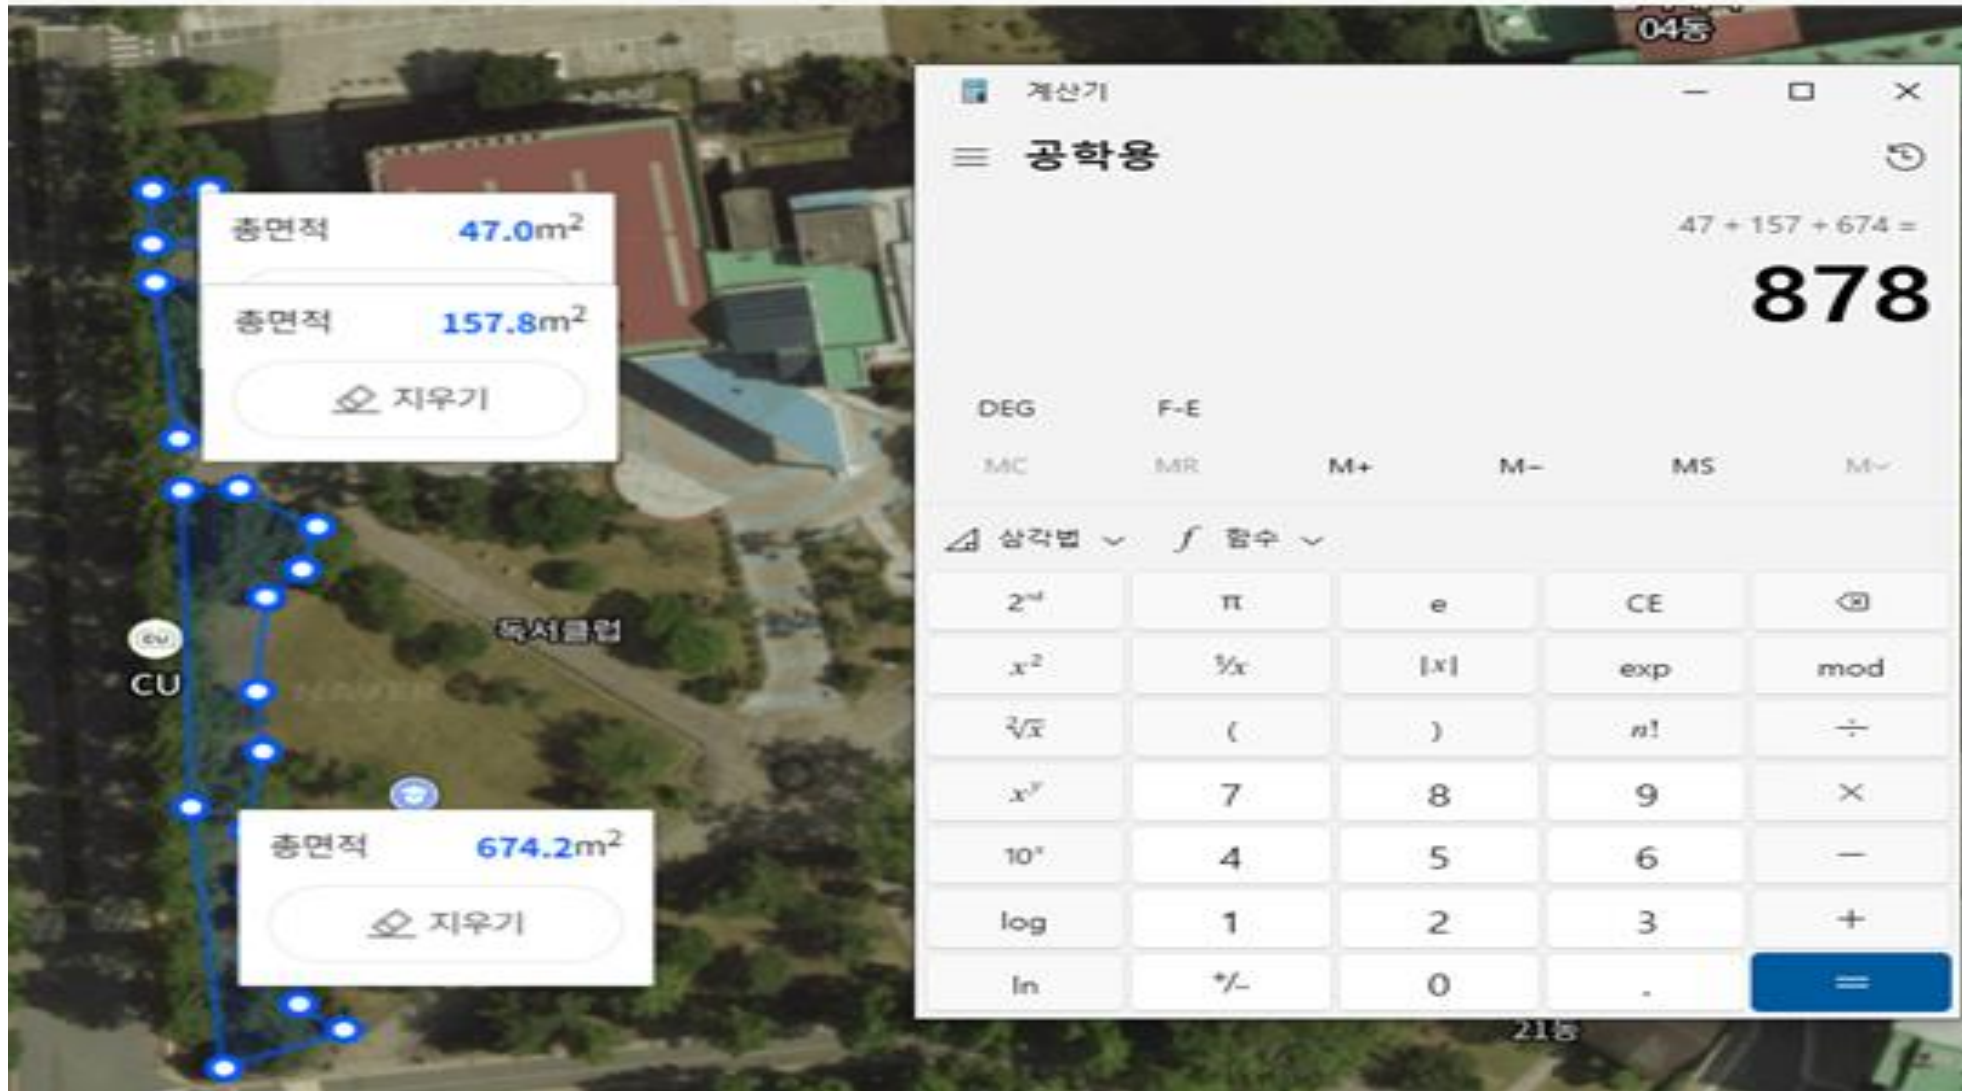 04동
총면적 47.0m²
총면적 157.8m²
지우기
CU
CU
독서클럽
NAVER
총면적 674.2m²
지우기
계산기
공학용
47 + 157 + 674 =
878
DEG F-E
MC MR M+ M− MS M
삼각법 f 함수
2ⁿᵈ π e CE
x² ¹/x |x| exp mod
²√x ( ) n! ÷
xʸ 7 8 9 ×
10ˣ 4 5 6 −
log 1 2 3 +
ln +/− 0 . =
21동